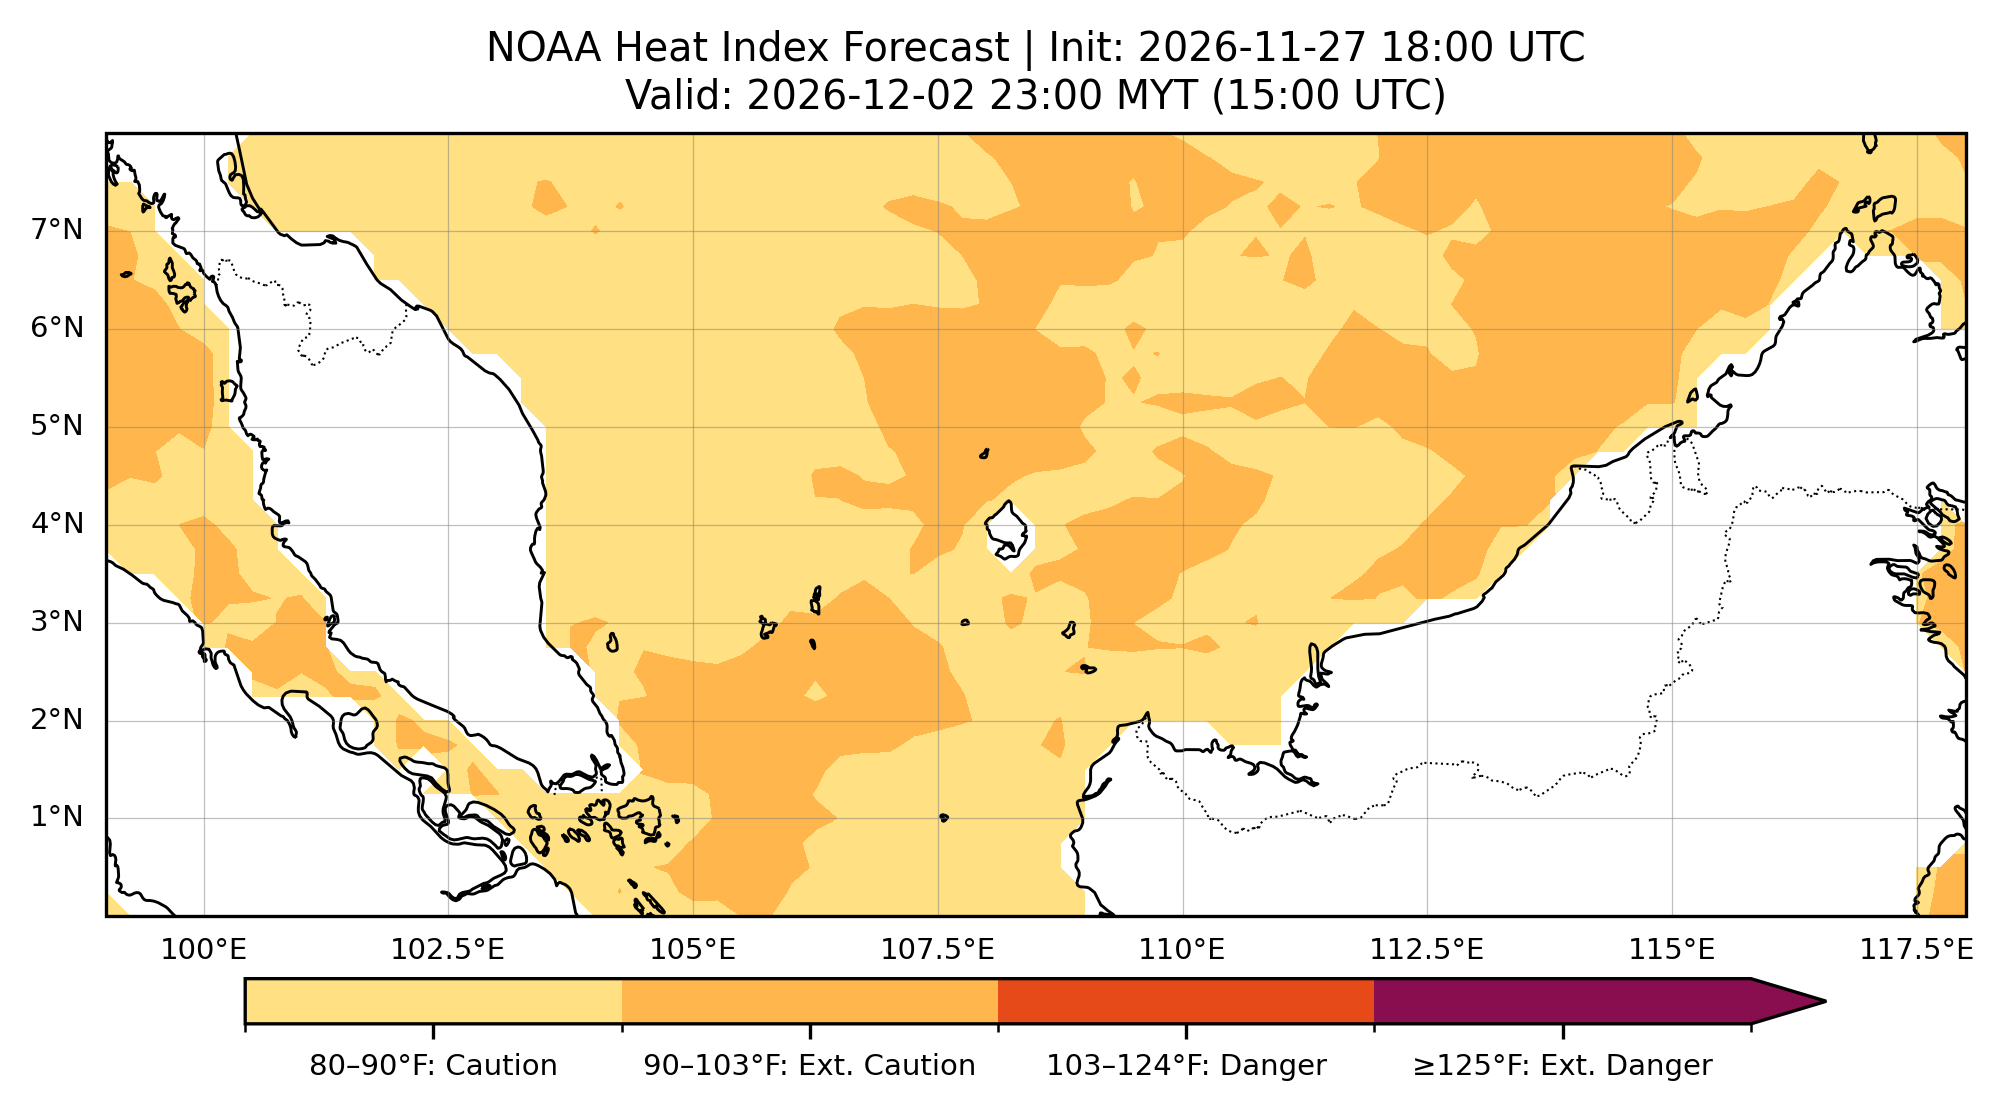 NOAA Heat Index Forecast | Init: 2026-11-27 18:00 UTC
Valid: 2026-12-02 23:00 MYT (15:00 UTC)
7°N
6°N
5°N
4°N
3°N
2°N
1°N
100°E 102.5°E 105°E 107.5°E 110°E 112.5°E 115°E 117.5°E
80–90°F: Caution 90–103°F: Ext. Caution 103–124°F: Danger ≥125°F: Ext. Danger